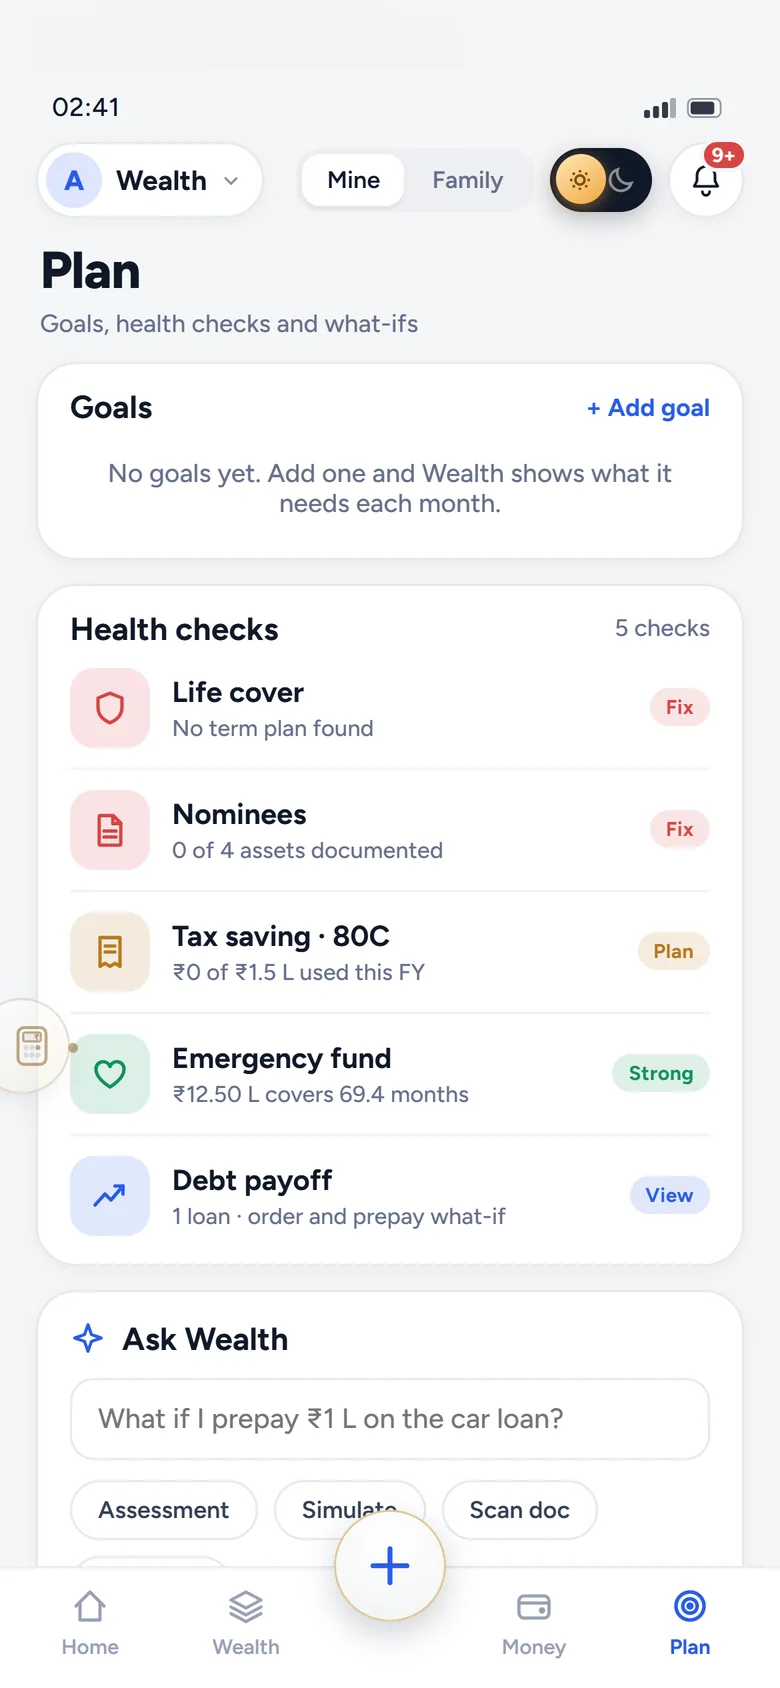 02:41
A Wealth
Mine Family
9+
Plan
Goals, health checks and what-ifs
Goals
+ Add goal
No goals yet. Add one and Wealth shows what it
needs each month.
Health checks
5 checks
Life cover
No term plan found
Fix
Nominees
0 of 4 assets documented
Fix
Tax saving · 80C
₹0 of ₹1.5 L used this FY
Plan
Emergency fund
₹12.50 L covers 69.4 months
Strong
Debt payoff
1 loan · order and prepay what-if
View
Ask Wealth
What if I prepay ₹1 L on the car loan?
Assessment
Simulate
Scan doc
Home
Wealth
Money
Plan